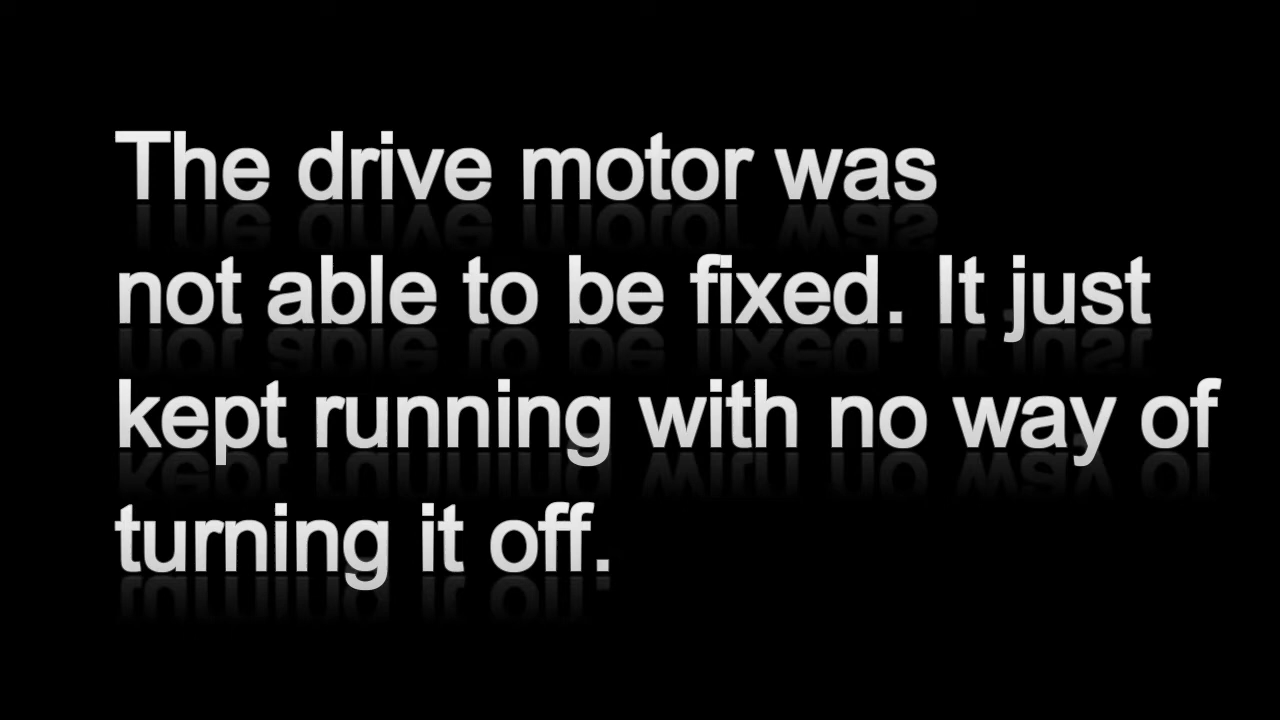 The drive motor was
not able to be fixed. It just
kept running with no way of
turning it off.